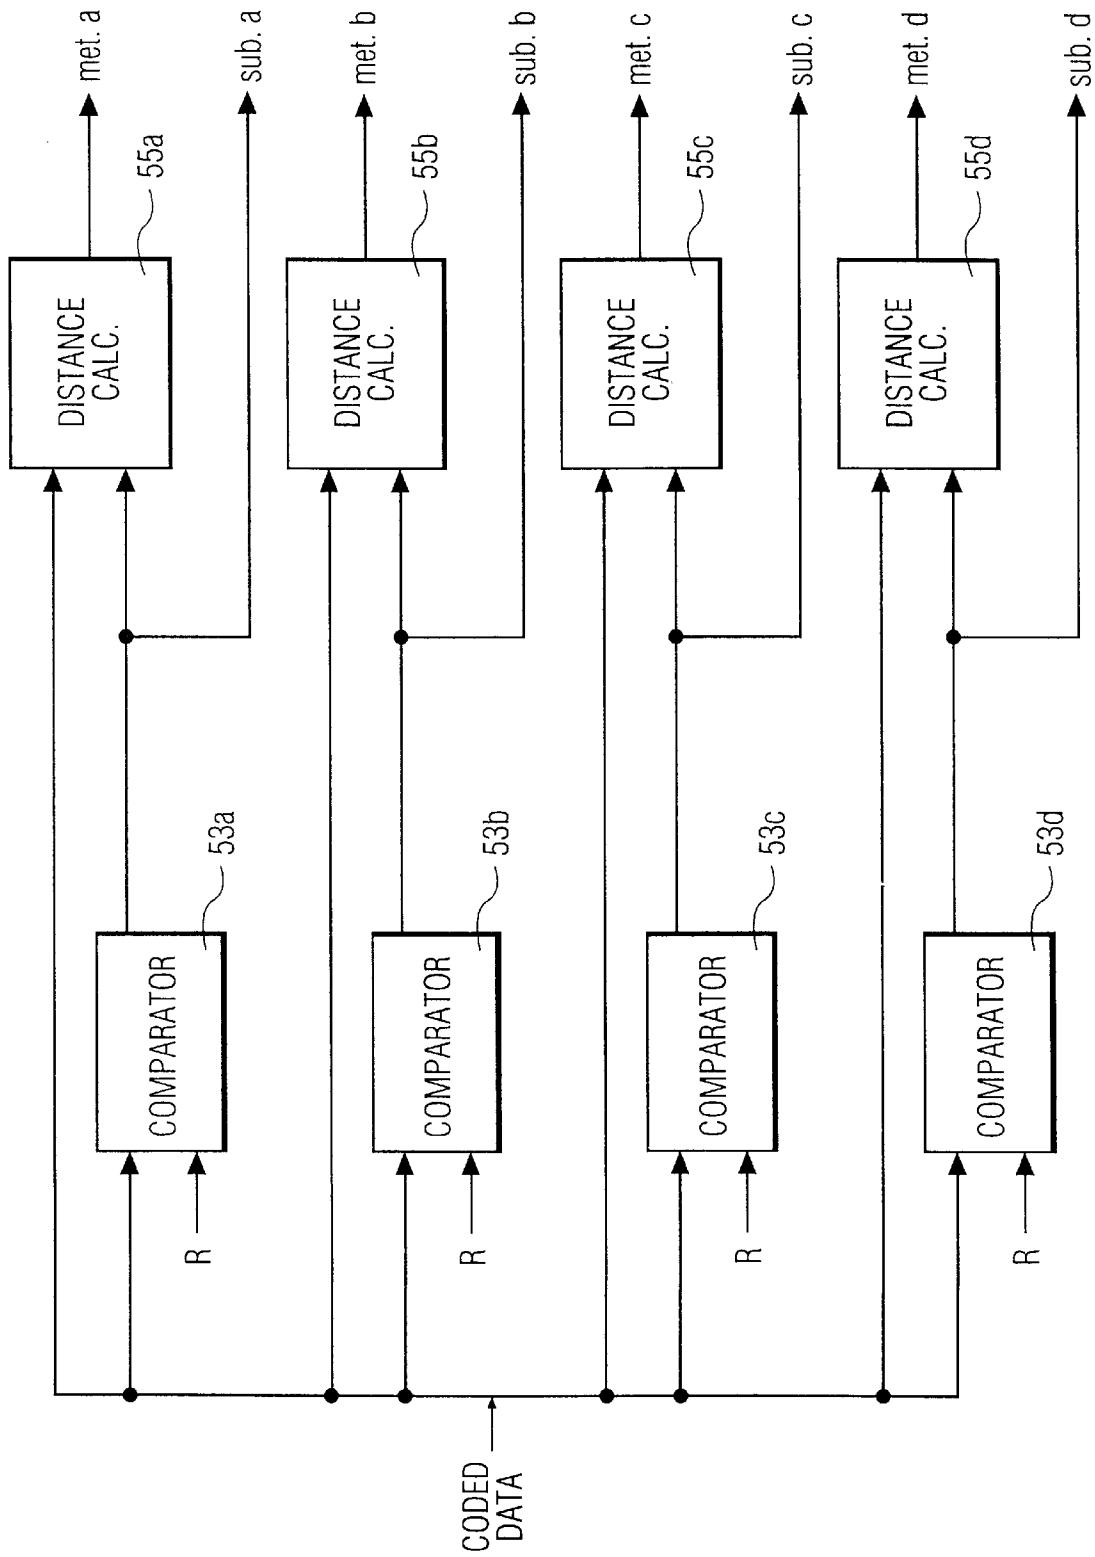 CODED
DATA
R
COMPARATOR
53a
DISTANCE
CALC.
55a
met. a
sub. a
R
COMPARATOR
53b
DISTANCE
CALC.
55b
met. b
sub. b
R
COMPARATOR
53c
DISTANCE
CALC.
55c
met. c
sub. c
R
COMPARATOR
53d
DISTANCE
CALC.
55d
met. d
sub. d